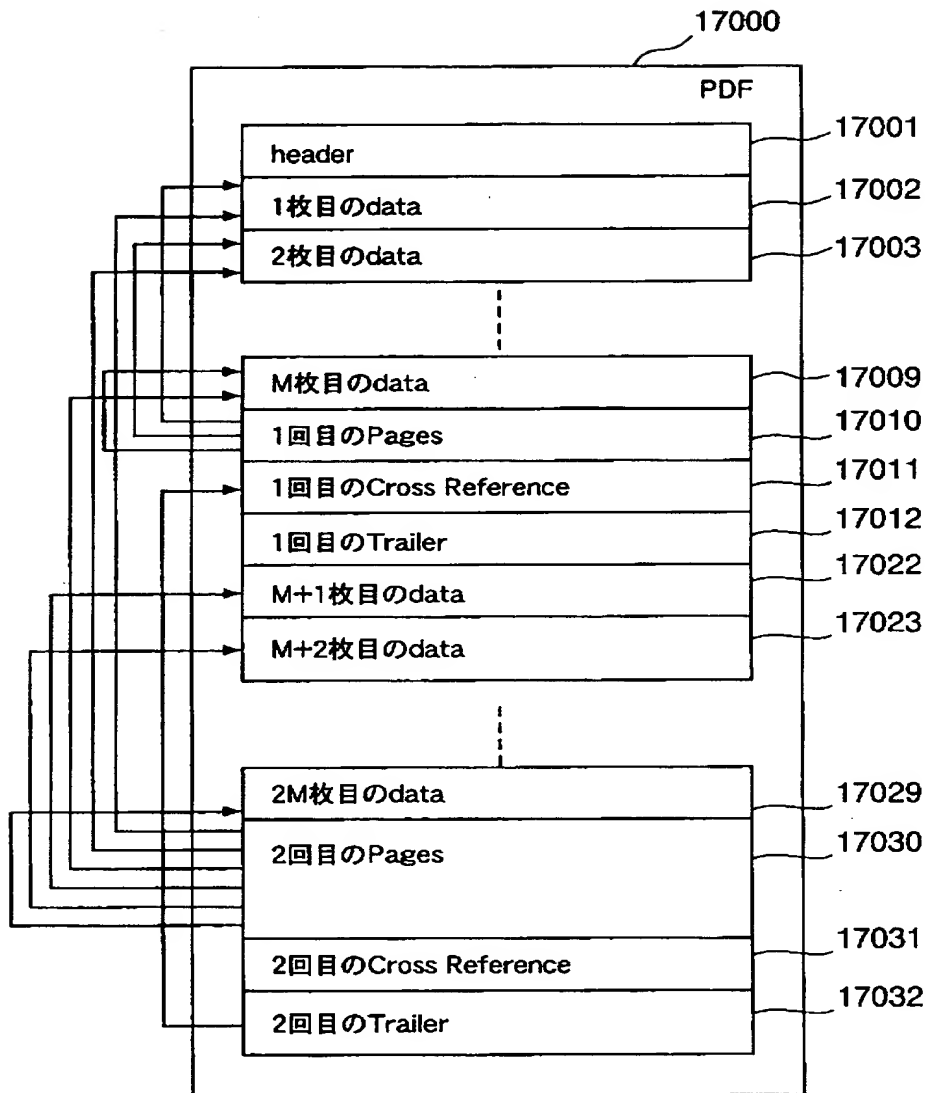 17000
PDF
header
17001
1枚目のdata
17002
2枚目のdata
17003
M枚目のdata
17009
1回目のPages
17010
1回目のCross Reference
17011
1回目のTrailer
17012
M+1枚目のdata
17022
M+2枚目のdata
17023
2M枚目のdata
17029
2回目のPages
17030
2回目のCross Reference
17031
2回目のTrailer
17032